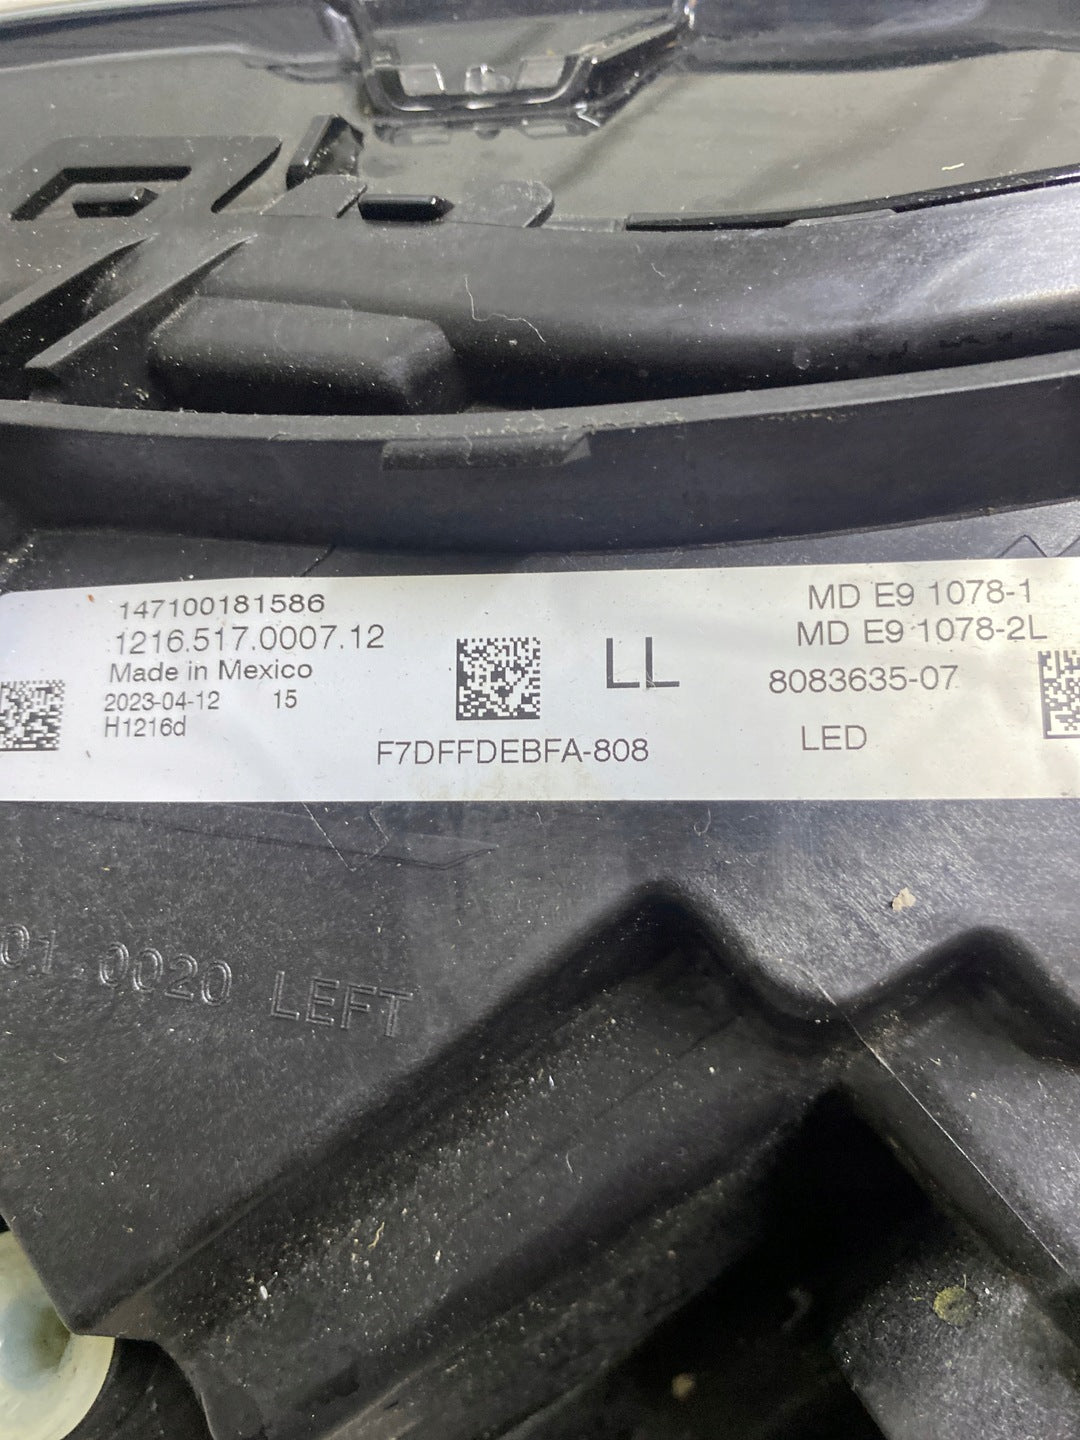 147100181586
1216.517.0007.12
Made in Mexico
2023-04-12 15
H1216d
F7DFFDEBFA-808
LL
MD E9 1078-1
MD E9 1078-2L
8083635-07
LED
01.0020 LEFT